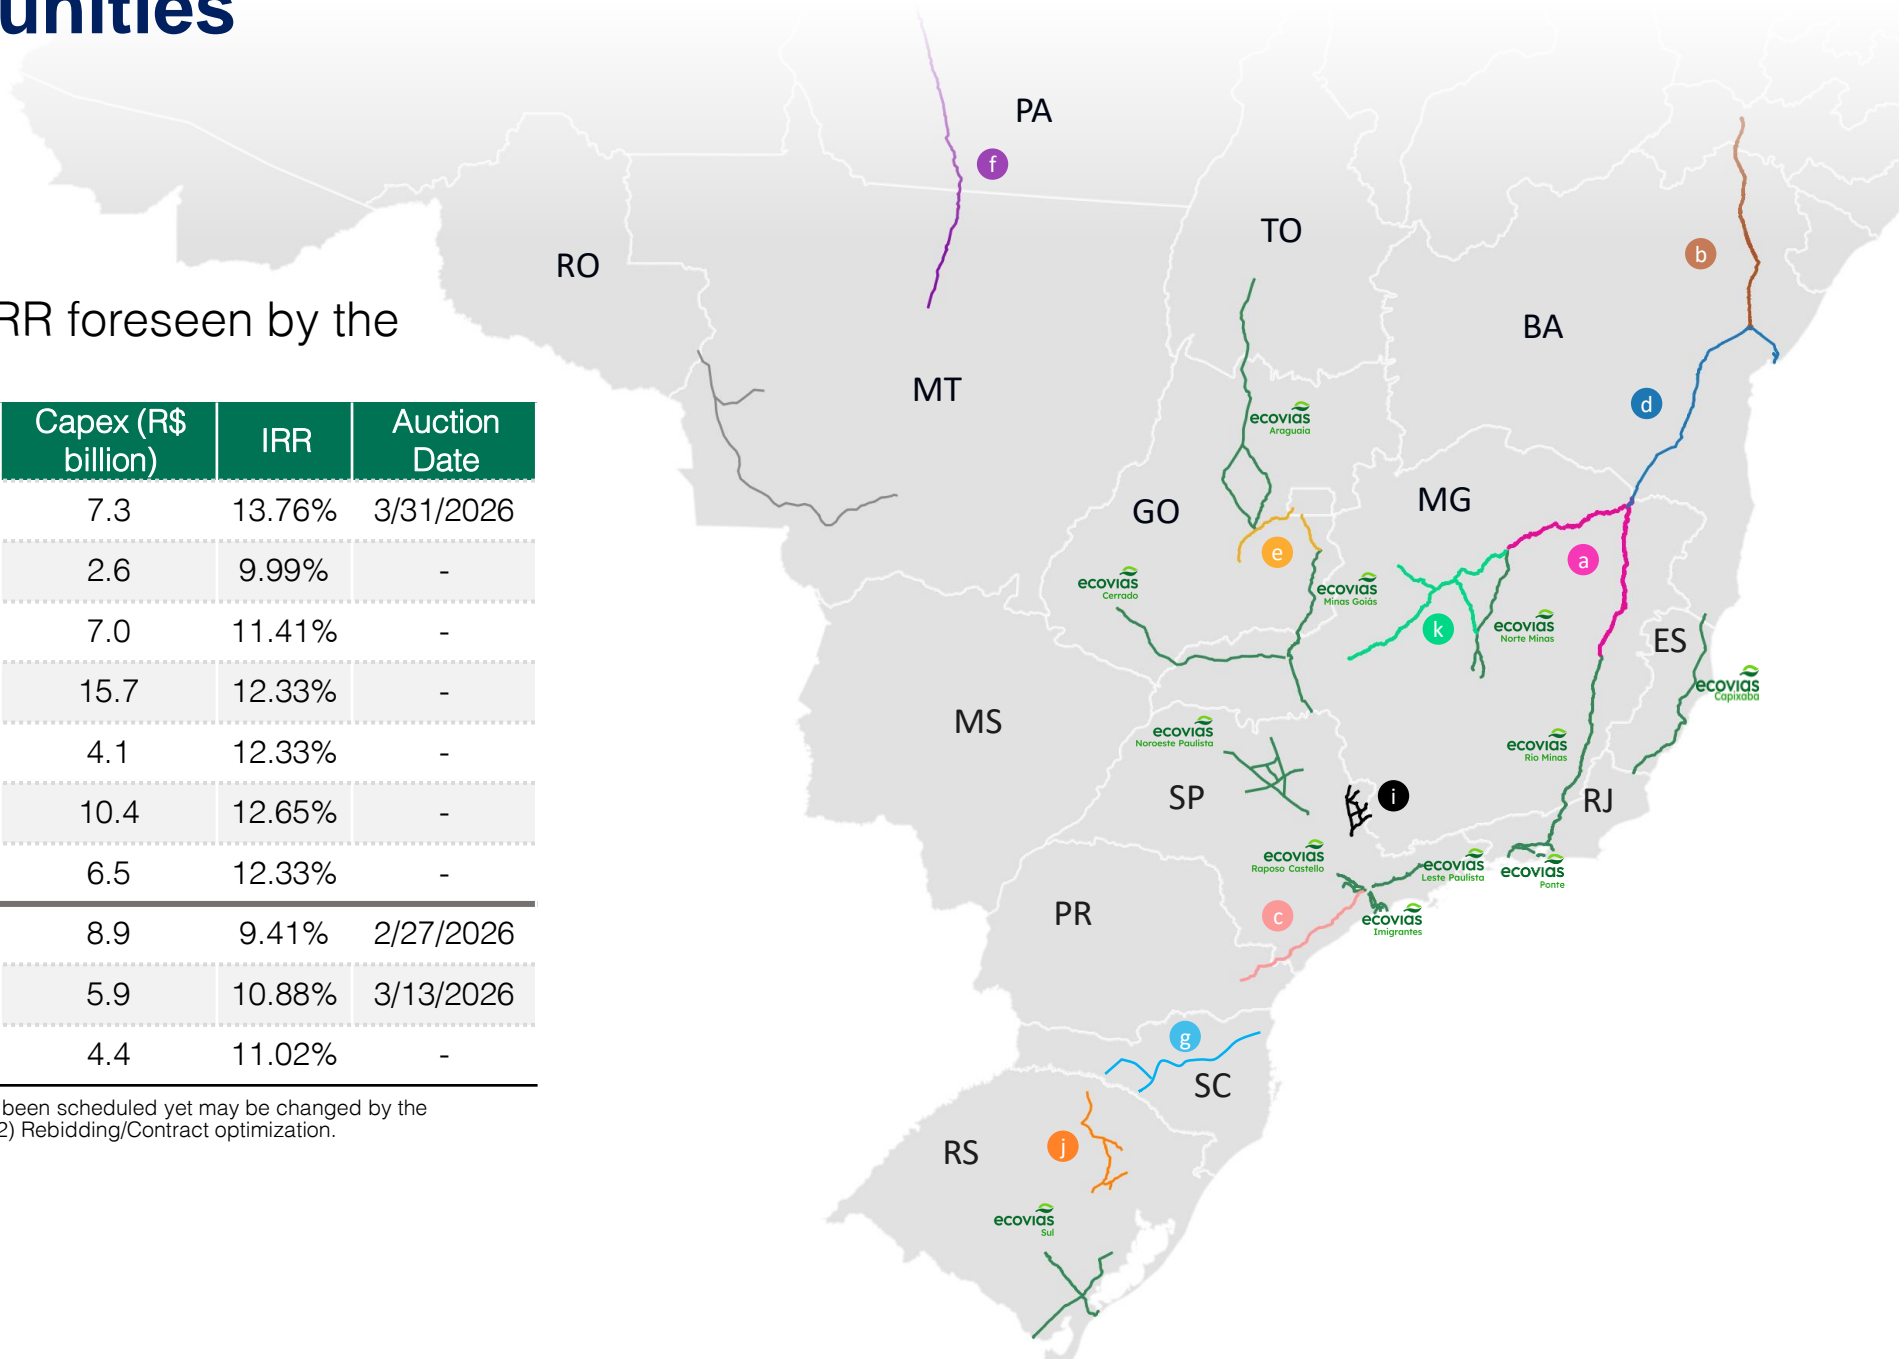 unities
RR foreseen by the
Capex (R$ billion) IRR Auction Date
7.3 13.76% 3/31/2026
2.6 9.99% -
7.0 11.41% -
15.7 12.33% -
4.1 12.33% -
10.4 12.65% -
6.5 12.33% -
8.9 9.41% 2/27/2026
5.9 10.88% 3/13/2026
4.4 11.02% -
been scheduled yet may be changed by the
2) Rebidding/Contract optimization.
PA
f
TO
RO
b
BA
MT
d
ecovias
Araguaia
MG
GO
e
a
ecovias
Cerrado
ecovias
Minas Goiás
k
ecovias
Norte Minas
ES
ecovias
Capixaba
MS
ecovias
Noroeste Paulista
ecovias
Rio Minas
SP
i
RJ
ecovias
Raposo Castello
ecovias
Leste Paulista
ecovias
Ponte
PR
c
ecovias
Imigrantes
g
SC
j
RS
ecovias
Sul